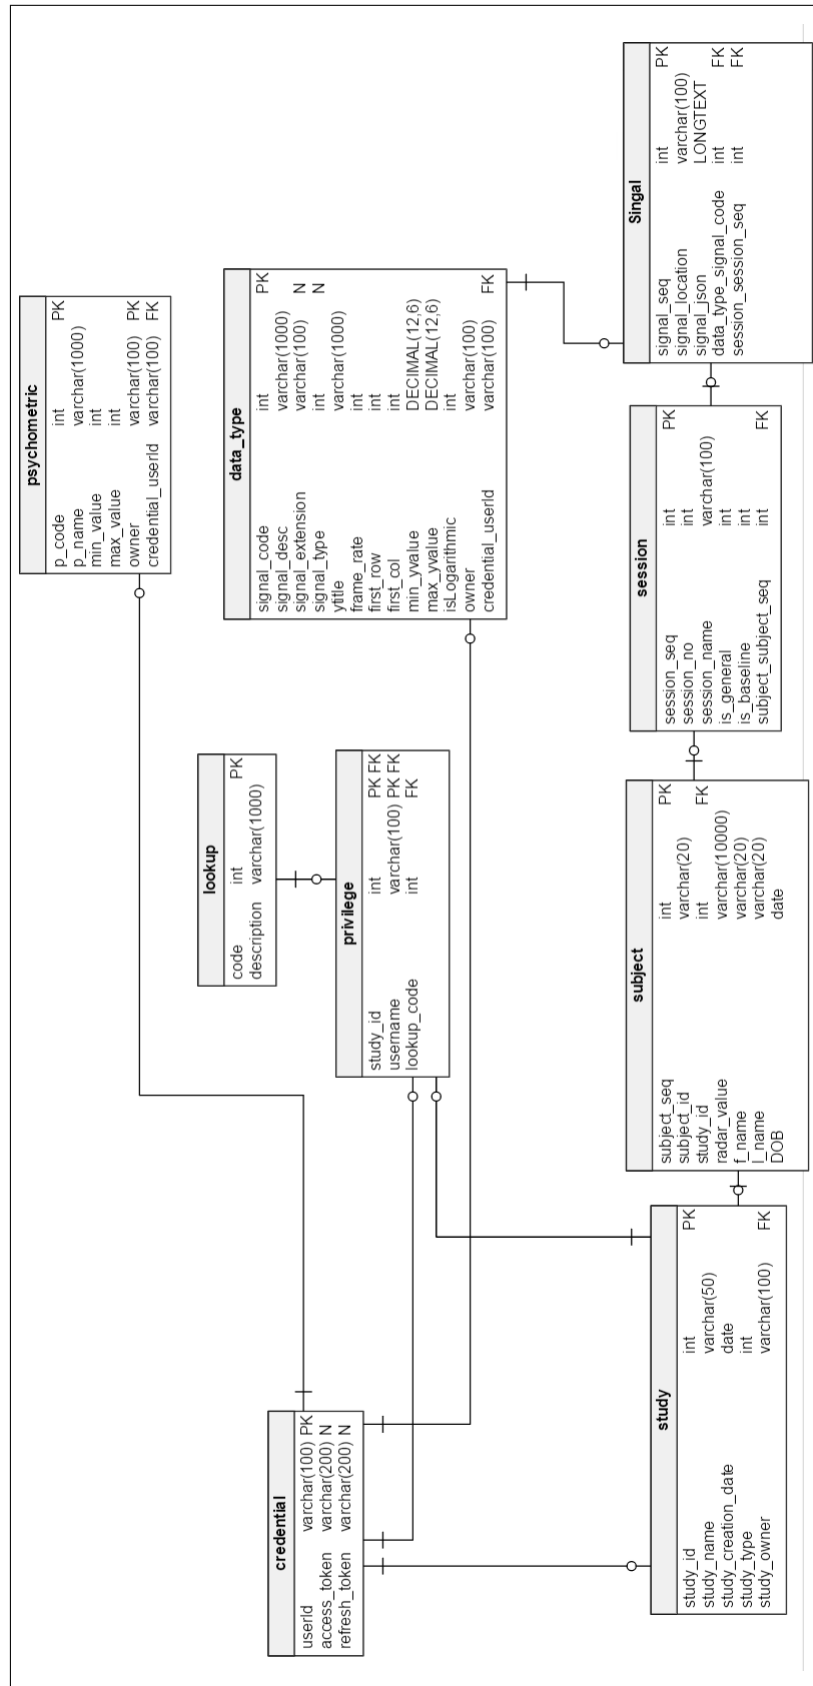 psychometric
p_code int PK
p_name varchar(1000)
min_value int
max_value int
owner varchar(100) PK
credential_userId varchar(100) FK
lookup
code int PK
description varchar(1000)
data_type
signal_code int PK
signal_desc varchar(1000)
signal_extension varchar(100) N
signal_type int N
ytitle varchar(1000)
frame_rate int
first_row int
first_col int
min_yvalue DECIMAL(12,6)
max_yvalue DECIMAL(12,6)
isLogarithmic int
owner varchar(100)
credential_userId varchar(100) FK
credential
userId varchar(100) PK
access_token varchar(200) N
refresh_token varchar(200) N
privilege
study_id int PK FK
username varchar(100) PK FK
lookup_code int FK
study
study_id int PK
study_name varchar(50)
study_creation_date date
study_type int
study_owner varchar(100) FK
subject
subject_seq int PK
subject_id varchar(20)
study_id int FK
radar_value varchar(10000)
f_name varchar(20)
l_name varchar(20)
DOB date
session
session_seq int PK
session_no int
session_name varchar(100)
is_general int
is_baseline int
subject_subject_seq int FK
Singal
signal_seq int PK
signal_location varchar(100)
signal_json LONGTEXT
data_type_signal_code int FK
session_session_seq int FK